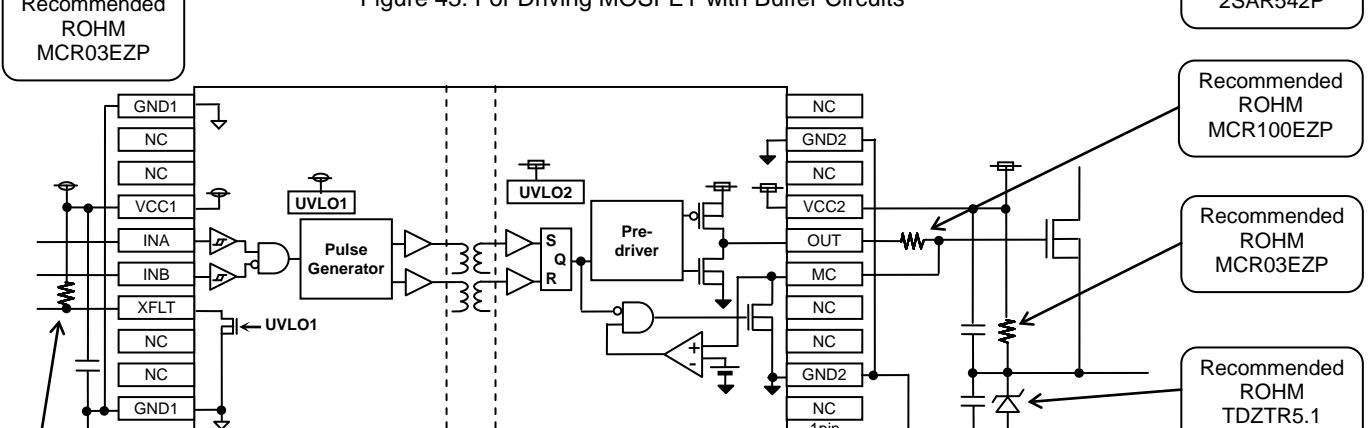 Recommended
ROHM
MCR03EZP
Figure 43. For Driving MOSFET with Buffer Circuits
2SAR542P
Recommended
ROHM
MCR100EZP
GND1
NC
NC
VCC1
INA
INB
XFLT
NC
NC
GND1
UVLO1
UVLO2
Pulse
Generator
S
Q
R
Pre-
driver
UVLO1
+
-
NC
GND2
NC
VCC2
OUT
MC
NC
NC
GND2
NC
1pin
Recommended
ROHM
MCR03EZP
Recommended
ROHM
TDZTR5.1